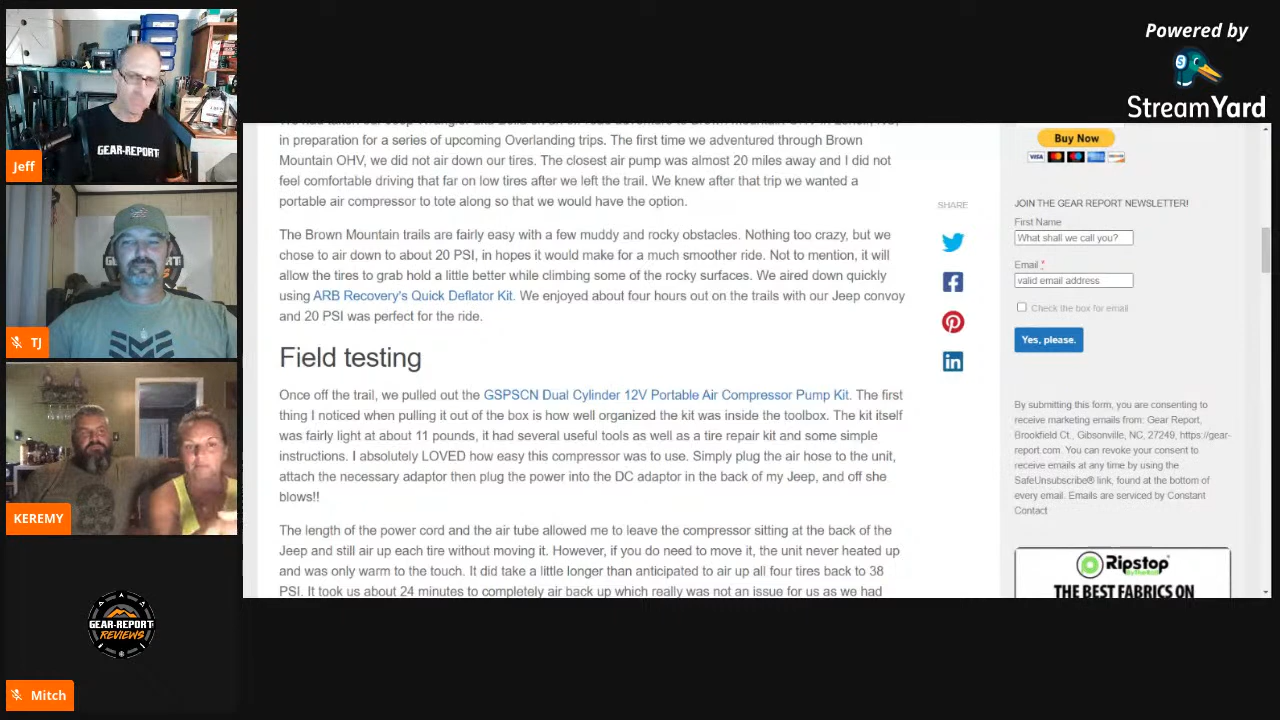 Powered by
StreamYard
GEAR-REPORT
Jeff
TJ
KEREMY
GEAR-REPORT
REVIEWS
Mitch
in preparation for a series of upcoming Overlanding trips. The first time we adventured through Brown
Mountain OHV, we did not air down our tires. The closest air pump was almost 20 miles away and I did not
feel comfortable driving that far on low tires after we left the trail. We knew after that trip we wanted a
portable air compressor to tote along so that we would have the option.
The Brown Mountain trails are fairly easy with a few muddy and rocky obstacles. Nothing too crazy, but we
chose to air down to about 20 PSI, in hopes it would make for a much smoother ride. Not to mention, it will
allow the tires to grab hold a little better while climbing some of the rocky surfaces. We aired down quickly
using ARB Recovery's Quick Deflator Kit. We enjoyed about four hours out on the trails with our Jeep convoy
and 20 PSI was perfect for the ride.
Field testing
Once off the trail, we pulled out the GSPSCN Dual Cylinder 12V Portable Air Compressor Pump Kit. The first
thing I noticed when pulling it out of the box is how well organized the kit was inside the toolbox. The kit itself
was fairly light at about 11 pounds, it had several useful tools as well as a tire repair kit and some simple
instructions. I absolutely LOVED how easy this compressor was to use. Simply plug the air hose to the unit,
attach the necessary adaptor then plug the power into the DC adaptor in the back of my Jeep, and off she
blows!!
The length of the power cord and the air tube allowed me to leave the compressor sitting at the back of the
Jeep and still air up each tire without moving it. However, if you do need to move it, the unit never heated up
and was only warm to the touch. It did take a little longer than anticipated to air up all four tires back to 38
PSI. It took us about 24 minutes to completely air back up which really was not an issue for us as we had
SHARE
Buy Now
VISA
JOIN THE GEAR REPORT NEWSLETTER!
First Name
What shall we call you?
Email *
valid email address
Check the box for email
Yes, please.
By submitting this form, you are consenting to
receive marketing emails from: Gear Report,
Brookfield Ct., Gibsonville, NC, 27249, https://gear-
report.com. You can revoke your consent to
receive emails at any time by using the
SafeUnsubscribe® link, found at the bottom of
every email. Emails are serviced by Constant
Contact
Ripstop
THE BEST FABRICS ON